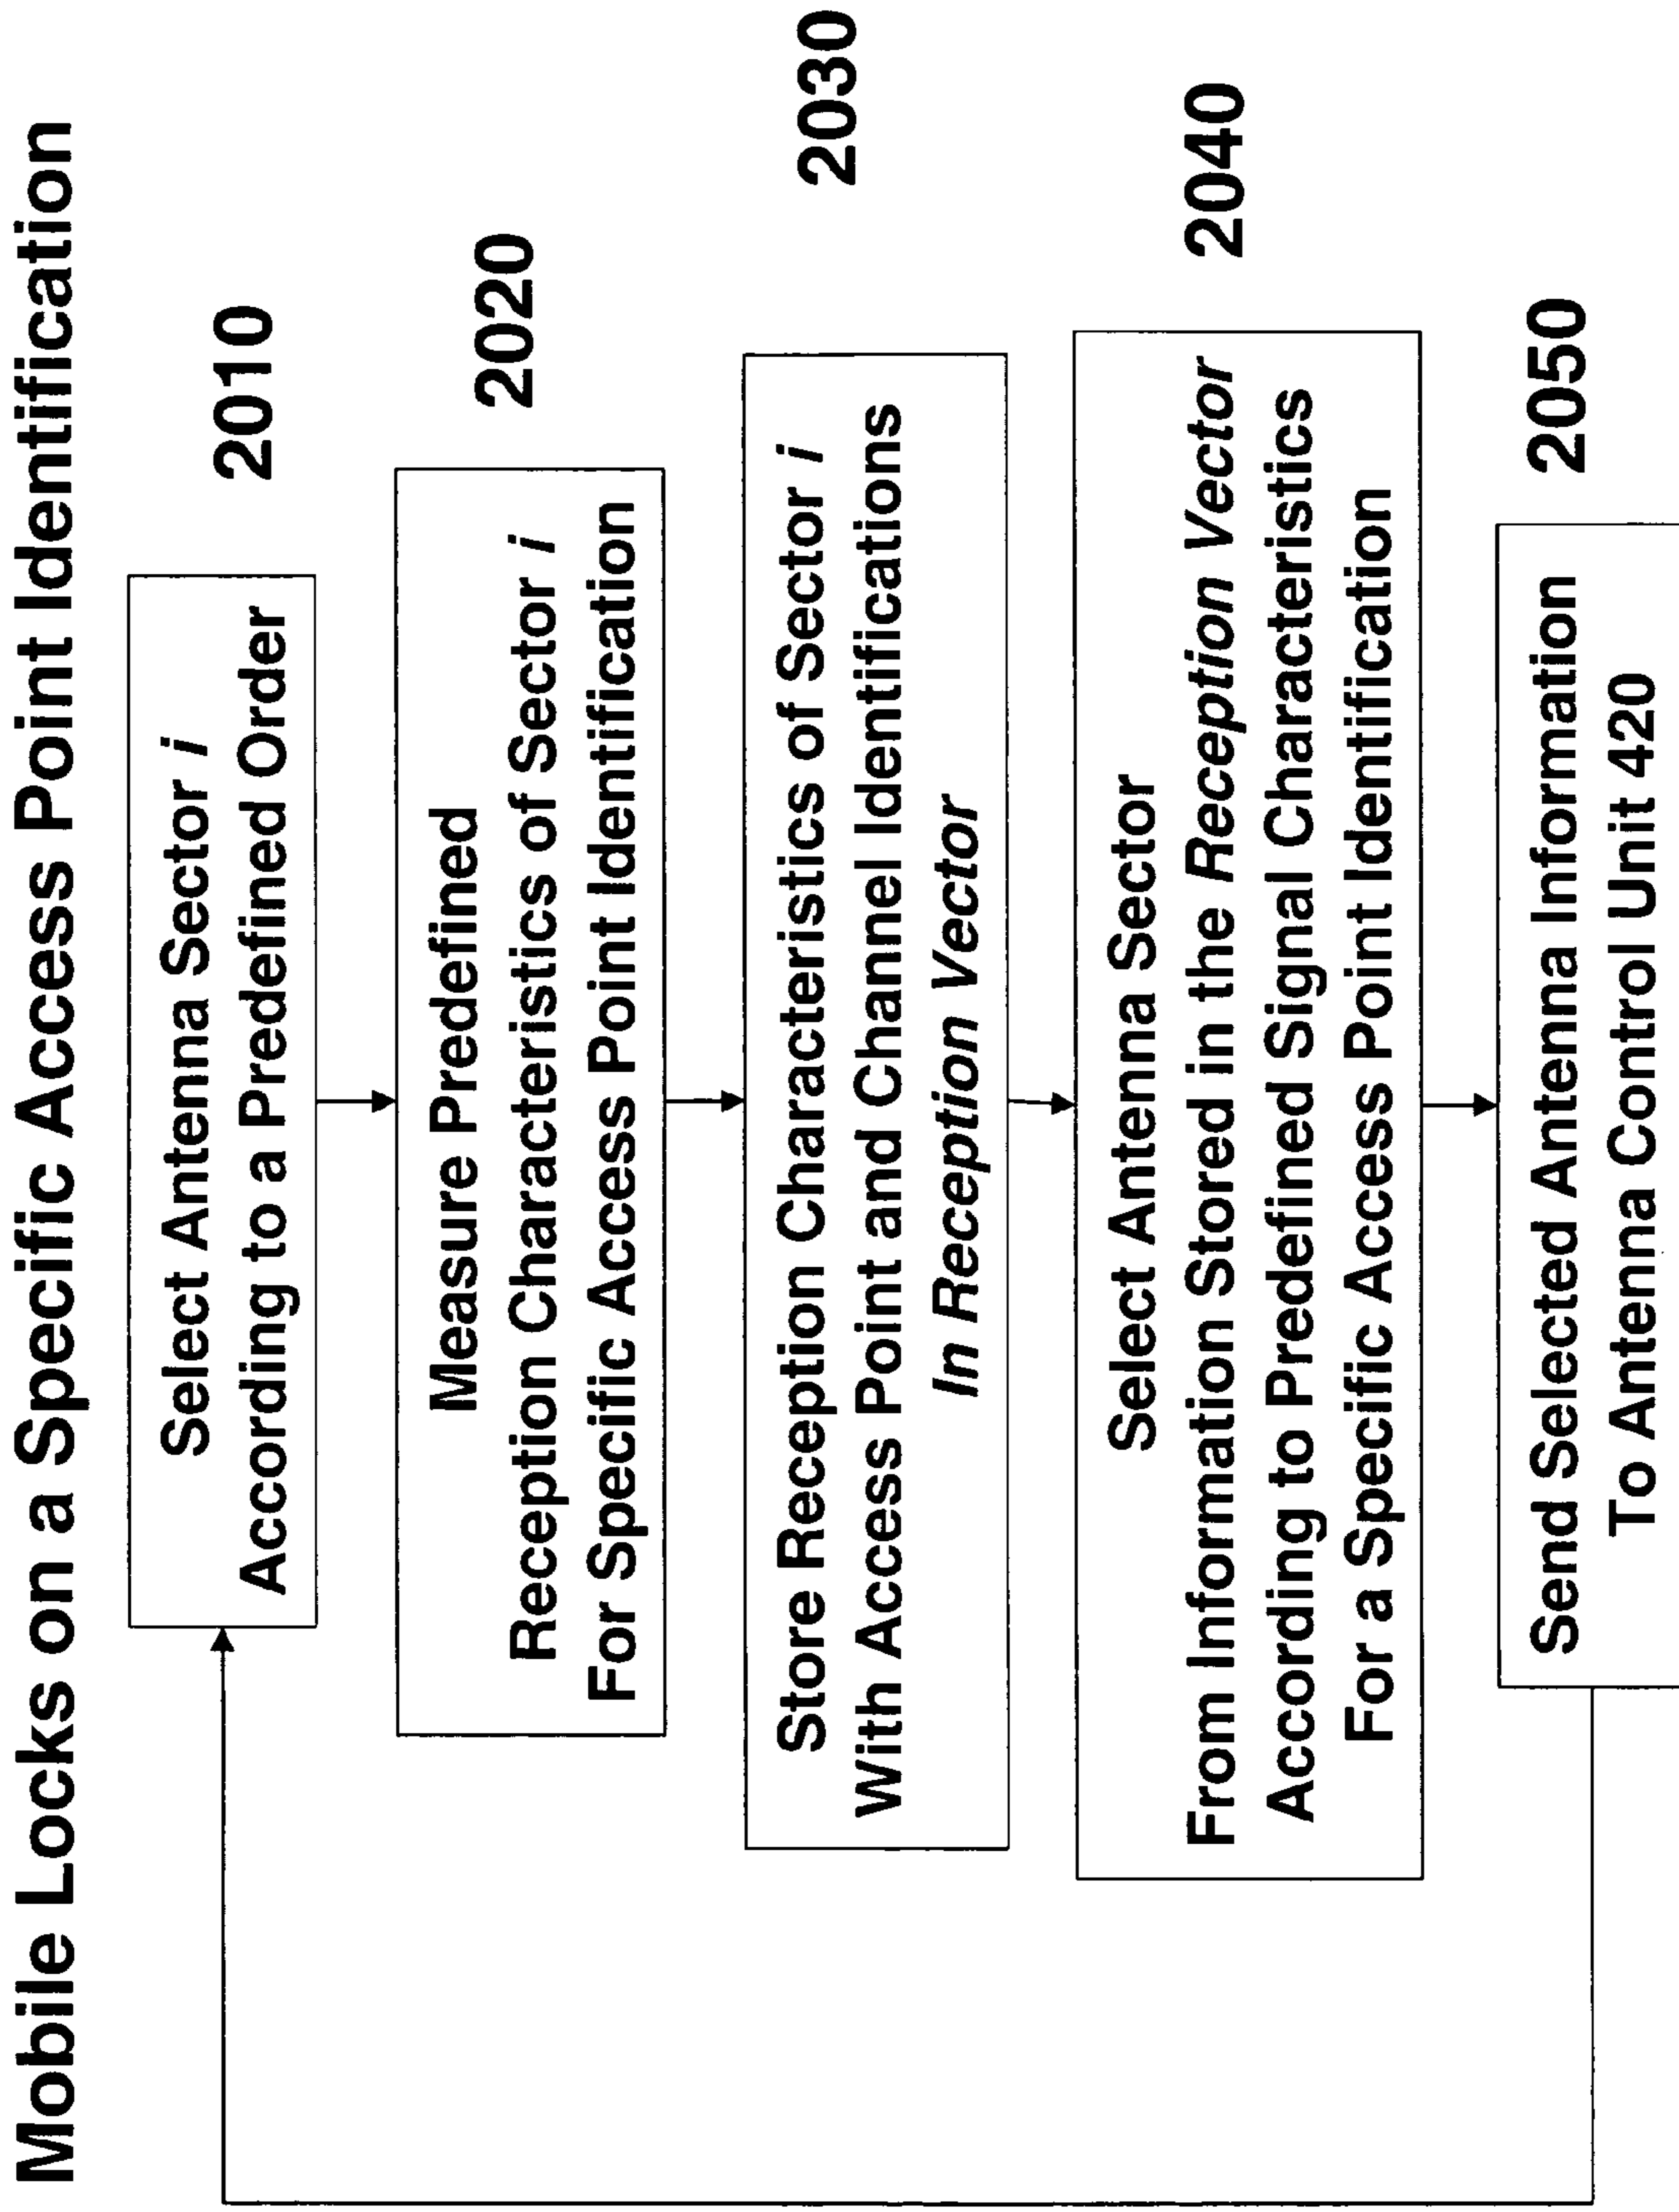 Mobile Locks on a Specific Access Point Identification
Select Antenna Sector i
According to a Predefined Order
2010
Measure Predefined
Reception Characteristics of Sector i
For Specific Access Point Identification
2020
Store Reception Characteristics of Sector i
With Access Point and Channel Identifications
In Reception Vector
2030
Select Antenna Sector
From Information Stored in the Reception Vector
According to Predefined Signal Characteristics
For a Specific Access Point Identification
2040
Send Selected Antenna Information
To Antenna Control Unit 420
2050